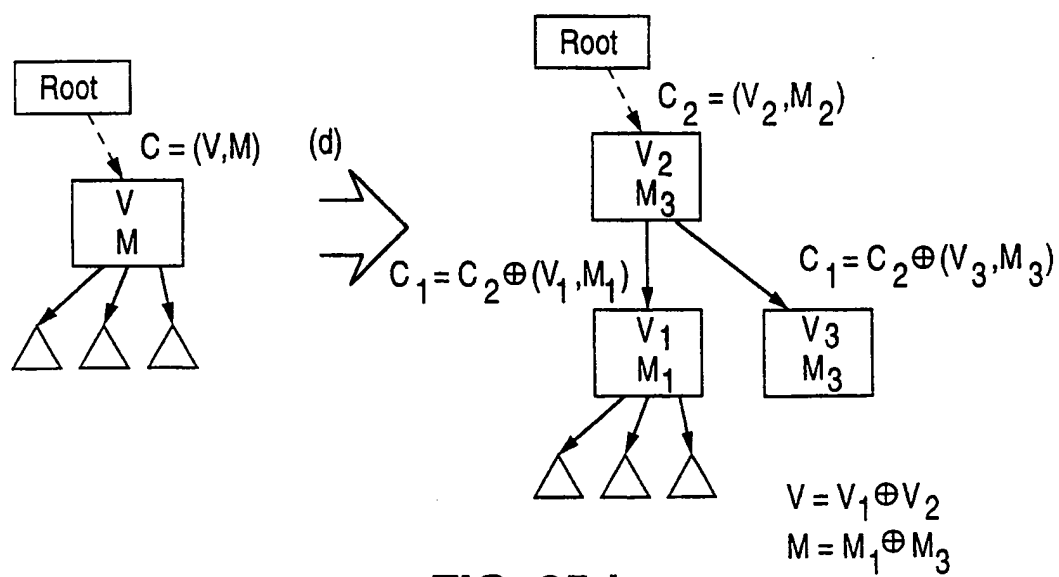 Root
C = (V,M)
V
M
(d)
Root
C₂ = (V₂,M₂)
V₂
M₃
C₁ = C₂ ⊕ (V₁,M₁)
V₁
M₁
C₁ = C₂ ⊕ (V₃,M₃)
V₃
M₃
V = V₁ ⊕ V₂
M = M₁ ⊕ M₃